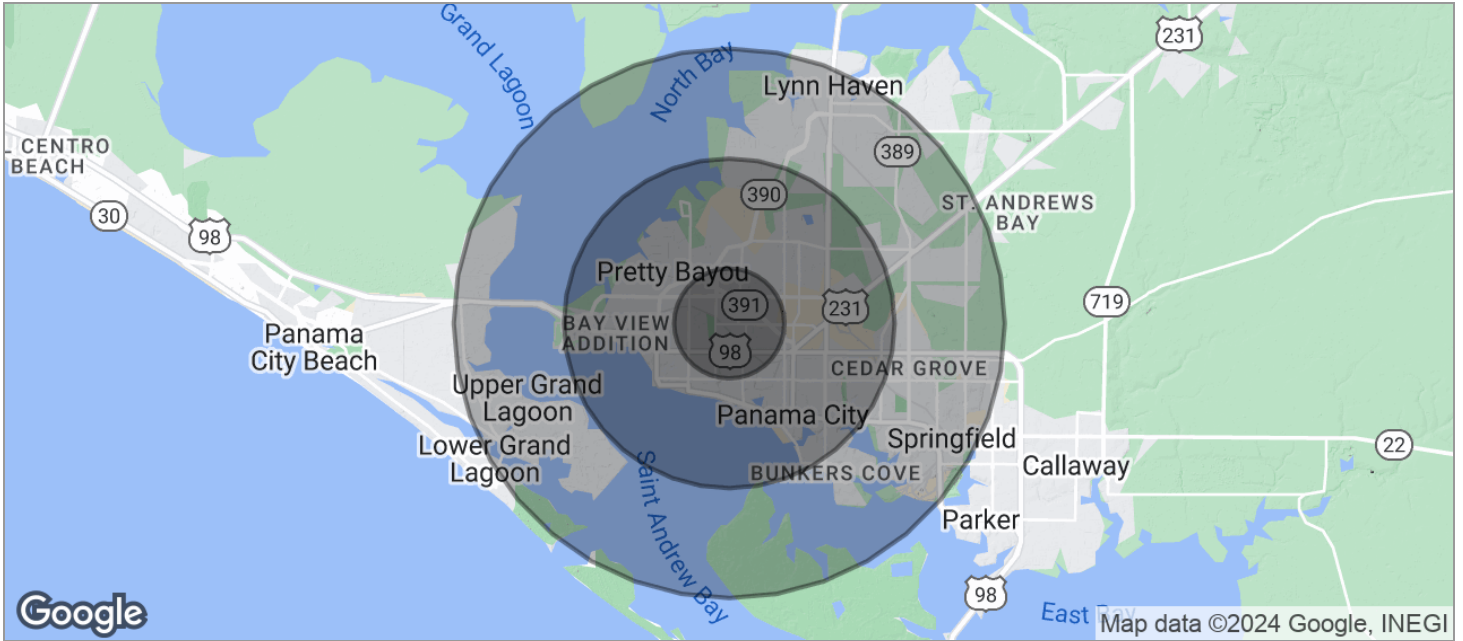 Grand Lagoon
North Bay
231
Lynn Haven
L CENTRO
BEACH
389
390
30
98
ST. ANDREWS
BAY
Pretty Bayou
391
231
719
Panama
City Beach
BAY VIEW
ADDITION
98
CEDAR GROVE
Upper Grand
Lagoon
Panama City
Lower Grand
Lagoon
Springfield
22
Saint Andrew Bay
BUNKERS COVE
Callaway
Parker
98
Google
East Bay
Map data ©2024 Google, INEGI